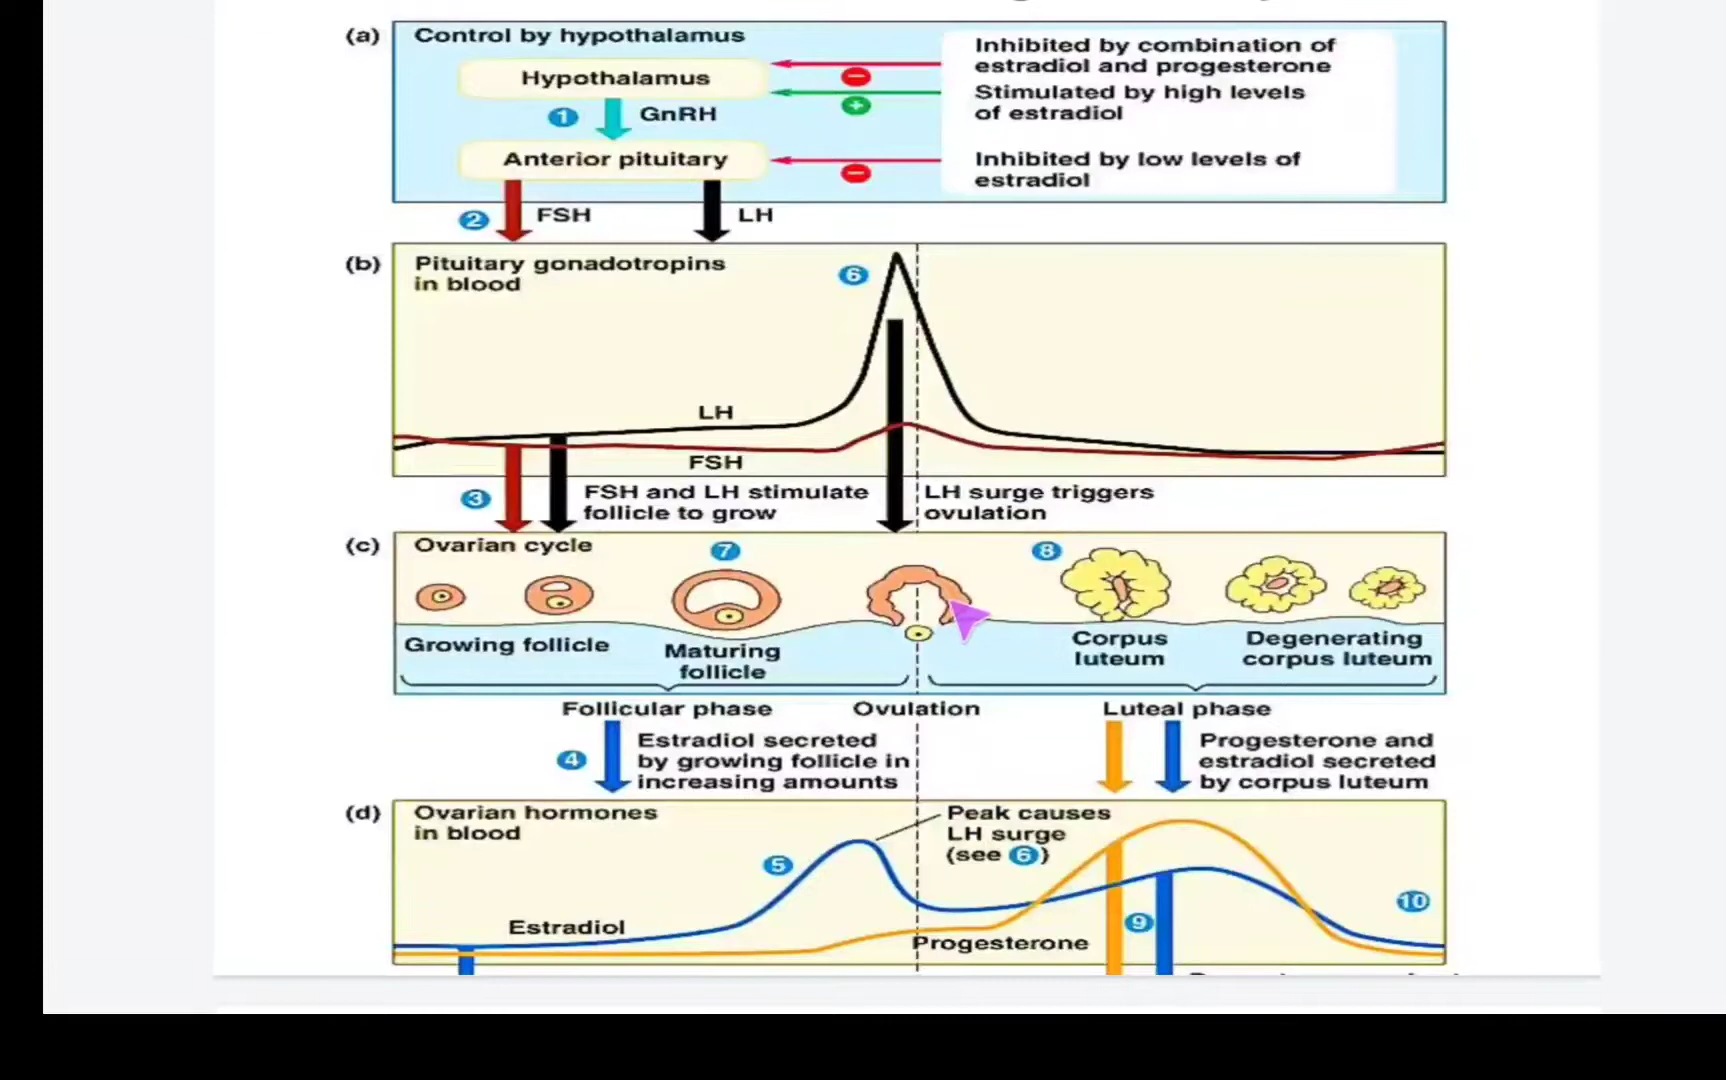 (a)
Control by hypothalamus
Inhibited by combination of
estradiol and progesterone
Hypothalamus
Stimulated by high levels
of estradiol
1
GnRH
Anterior pituitary
Inhibited by low levels of
estradiol
2
FSH
LH
(b)
Pituitary gonadotropins
in blood
6
LH
FSH
3
FSH and LH stimulate
follicle to grow
LH surge triggers
ovulation
(c)
Ovarian cycle
7
8
Growing follicle
Maturing
follicle
Corpus
luteum
Degenerating
corpus luteum
Follicular phase
Ovulation
Luteal phase
4
Estradiol secreted
by growing follicle in
increasing amounts
Progesterone and
estradiol secreted
by corpus luteum
(d)
Ovarian hormones
in blood
Peak causes
LH surge
(see 6)
5
10
9
Estradiol
Progesterone